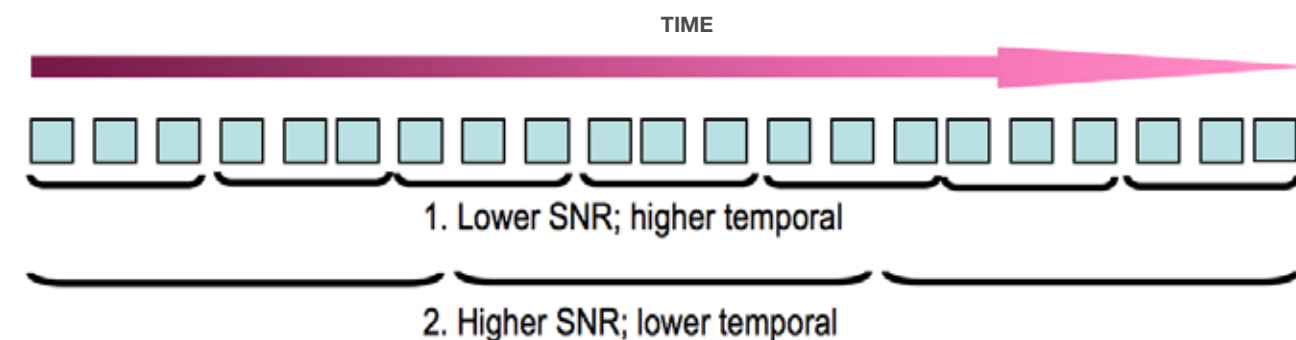 TIME
1. Lower SNR; higher temporal
2. Higher SNR; lower temporal